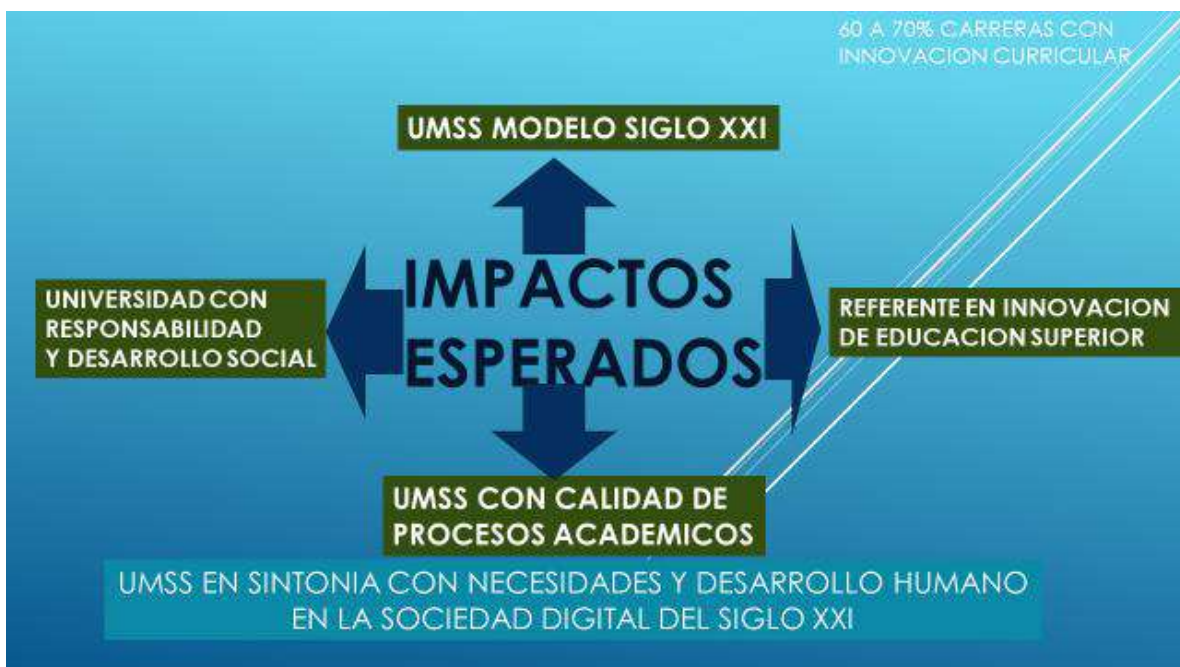 60 A 70% CARRERAS CON
INNOVACION CURRICULAR
UMSS MODELO SIGLO XXI
IMPACTOS
ESPERADOS
UNIVERSIDAD CON
RESPONSABILIDAD
Y DESARROLLO SOCIAL
REFERENTE EN INNOVACION
DE EDUCACION SUPERIOR
UMSS CON CALIDAD DE
PROCESOS ACADEMICOS
UMSS EN SINTONIA CON NECESIDADES Y DESARROLLO HUMANO
EN LA SOCIEDAD DIGITAL DEL SIGLO XXI